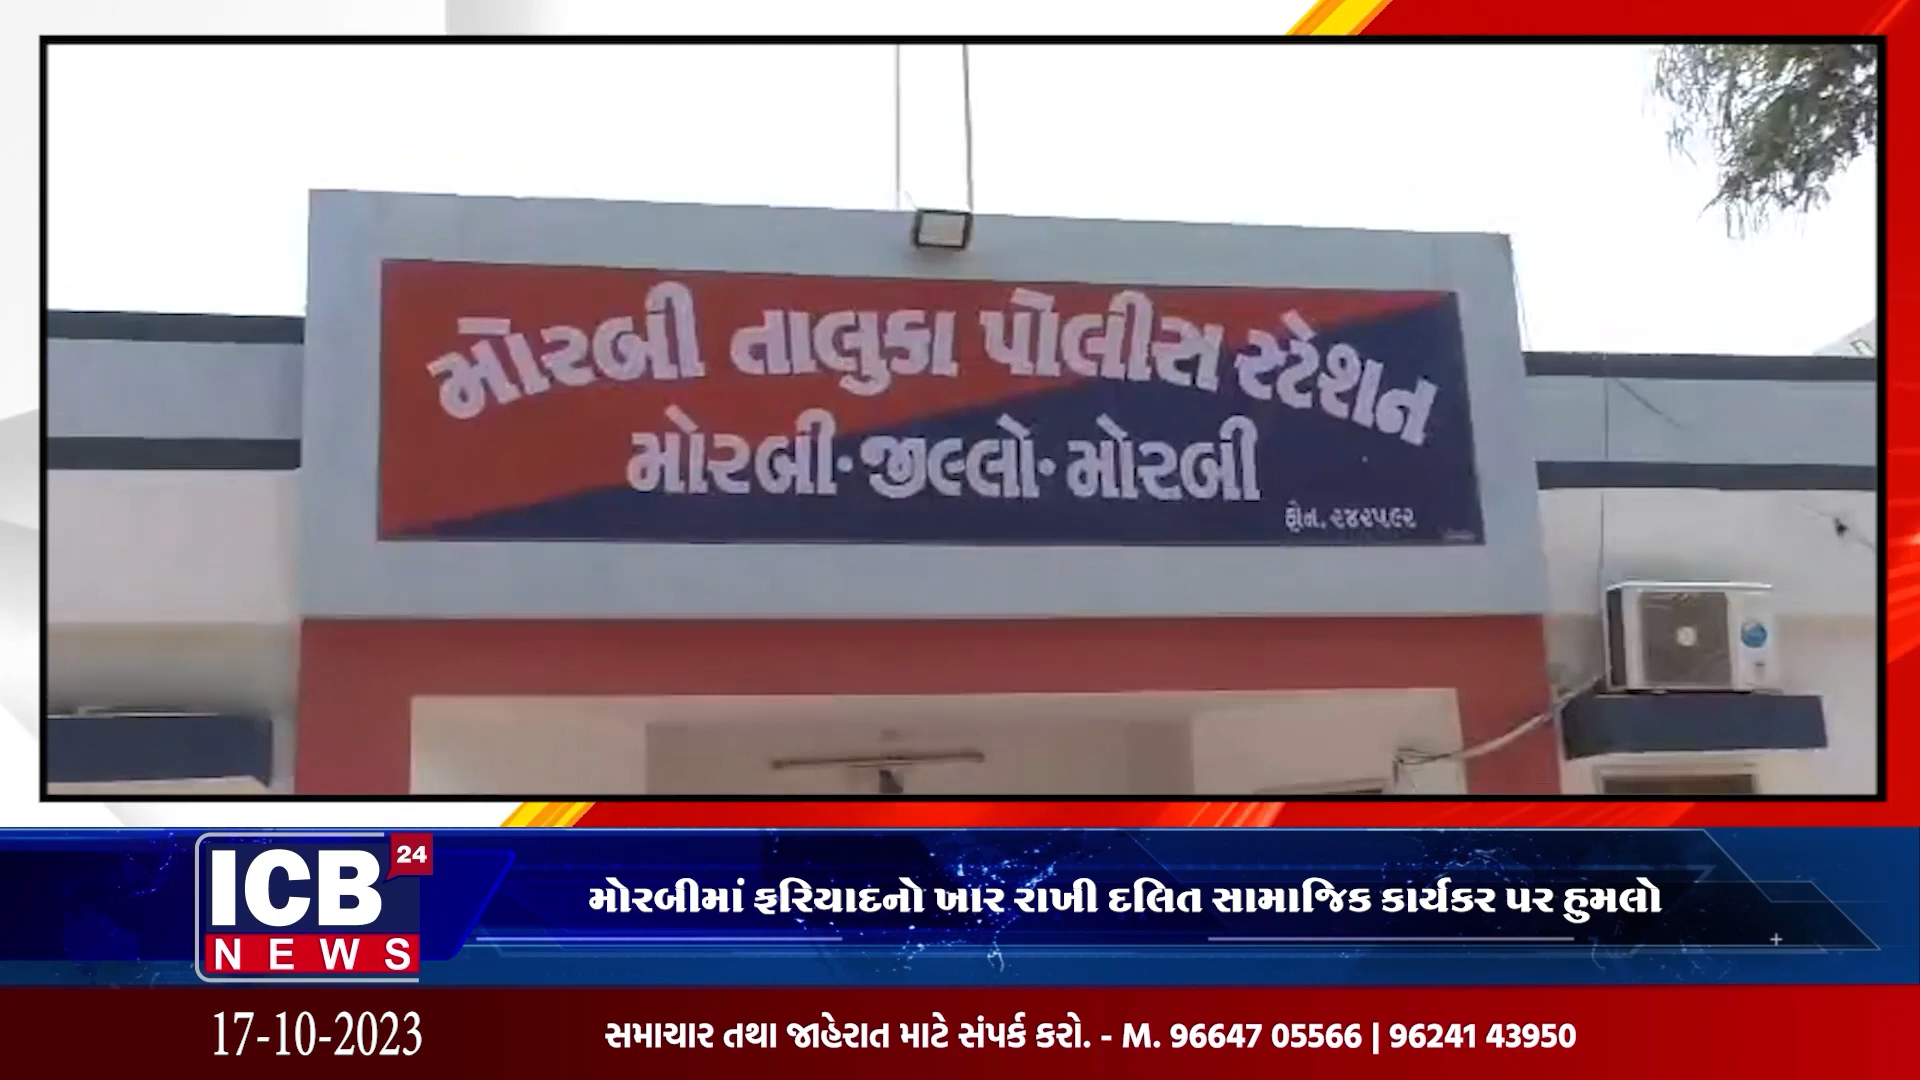 મોરબી તાલુકા પોલીસ સ્ટેશન
મોરબી·જીલ્લો·મોરબી
ફોન. ૨૪૨૫૯૨
ICB 24
NEWS
મોરબીમાં ફરિયાદનો ખાર રાખી દલિત સામાજિક કાર્યકર પર હુમલો
17-10-2023
સમાચાર તથા જાહેરાત માટે સંપર્ક કરો. - M. 96647 05566 | 96241 43950